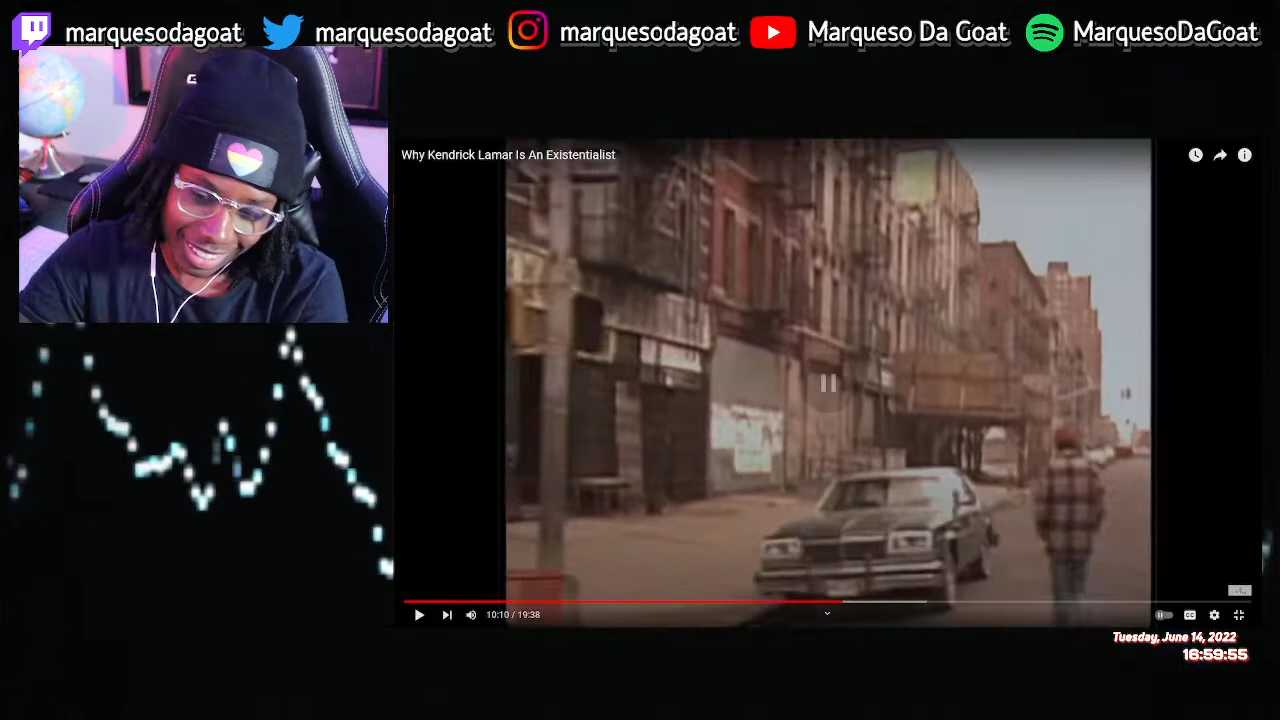 marquesodagoat marquesodagoat marquesodagoat Marqueso Da Goat MarquesoDaGoat
Why Kendrick Lamar Is An Existentialist
10:10 / 19:38
CC
Tuesday, June 14, 2022
16:59:55